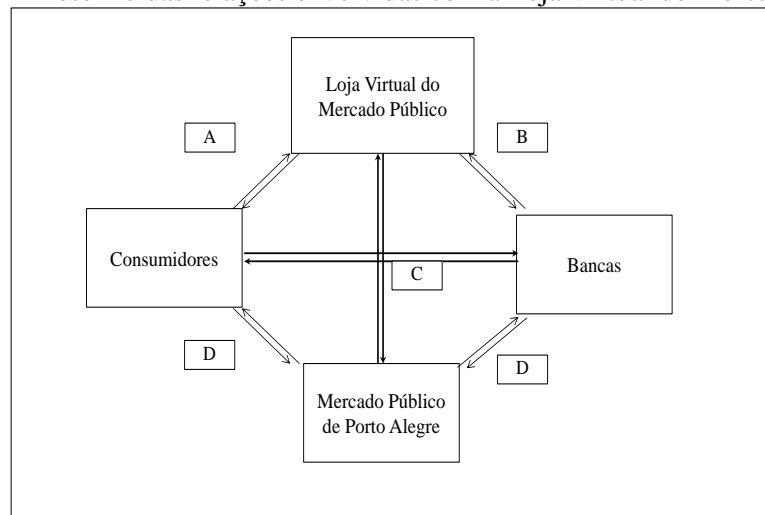 Loja Virtual do
Mercado Público
A
B
Consumidores
Bancas
C
D
D
Mercado Público
de Porto Alegre